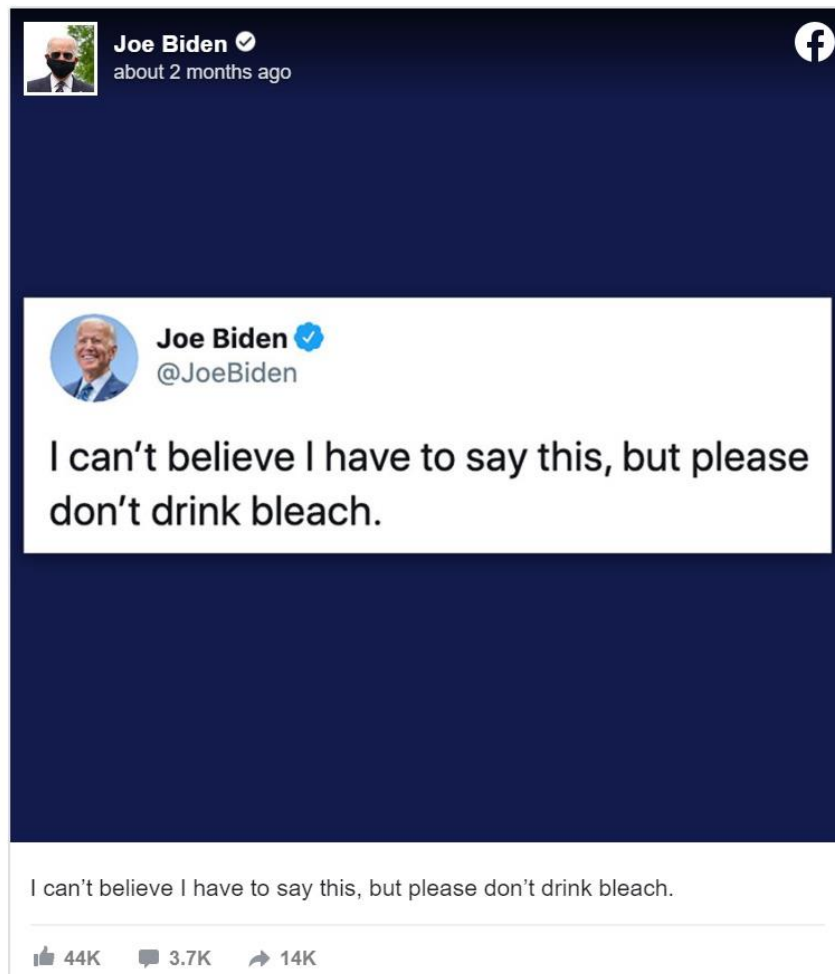 Joe Biden
about 2 months ago
Joe Biden
@JoeBiden
I can’t believe I have to say this, but please
don’t drink bleach.
I can’t believe I have to say this, but please don’t drink bleach.
44K 3.7K 14K